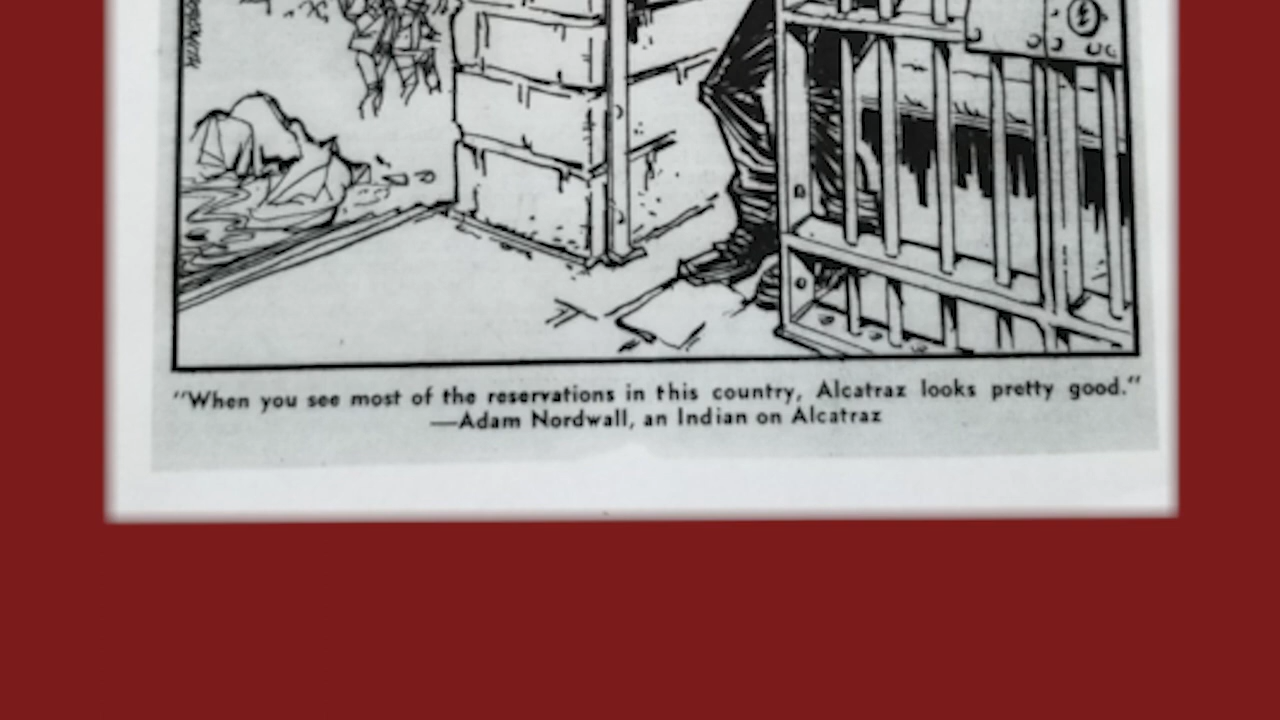 "When you see most of the reservations in this country, Alcatraz looks pretty good."
—Adam Nordwall, an Indian on Alcatraz